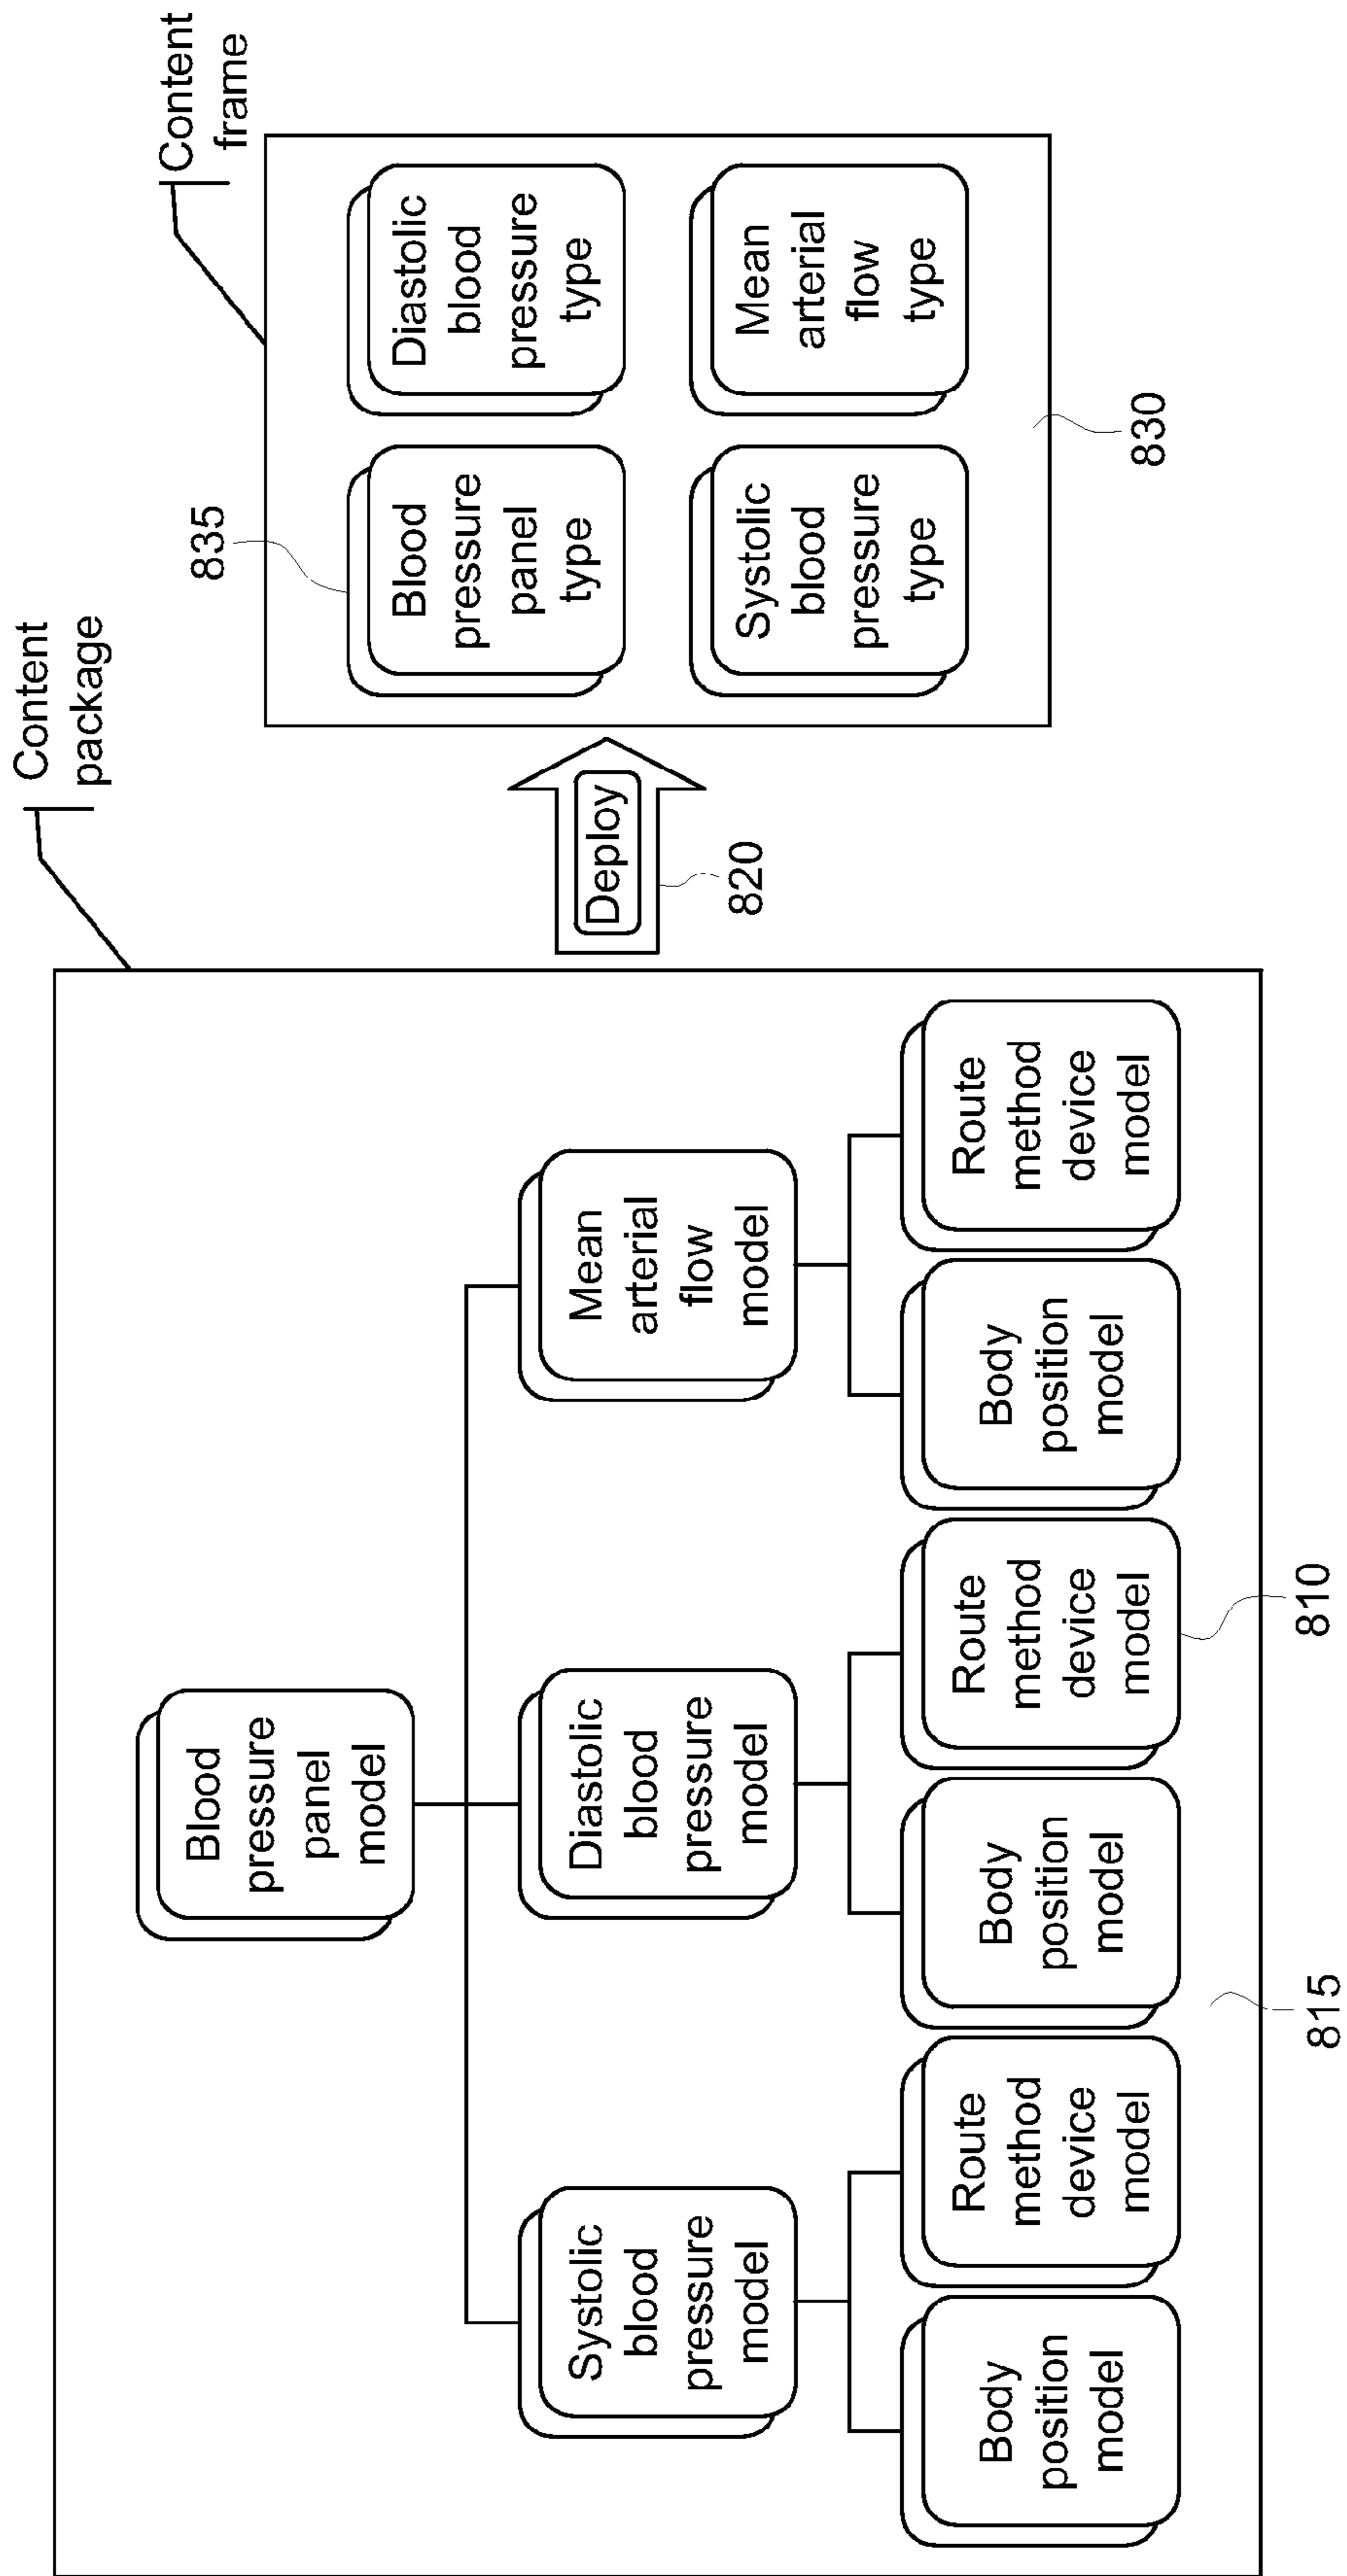 Content
package
Blood
pressure
panel
model
Systolic
blood
pressure
model
Diastolic
blood
pressure
model
Mean
arterial
flow
model
Body
position
model
Route
method
device
model
Body
position
model
Route
method
device
model
Body
position
model
Route
method
device
model
815
810
Deploy
820
Content
frame
835
Blood
pressure
panel
type
Diastolic
blood
pressure
type
Systolic
blood
pressure
type
Mean
arterial
flow
type
830